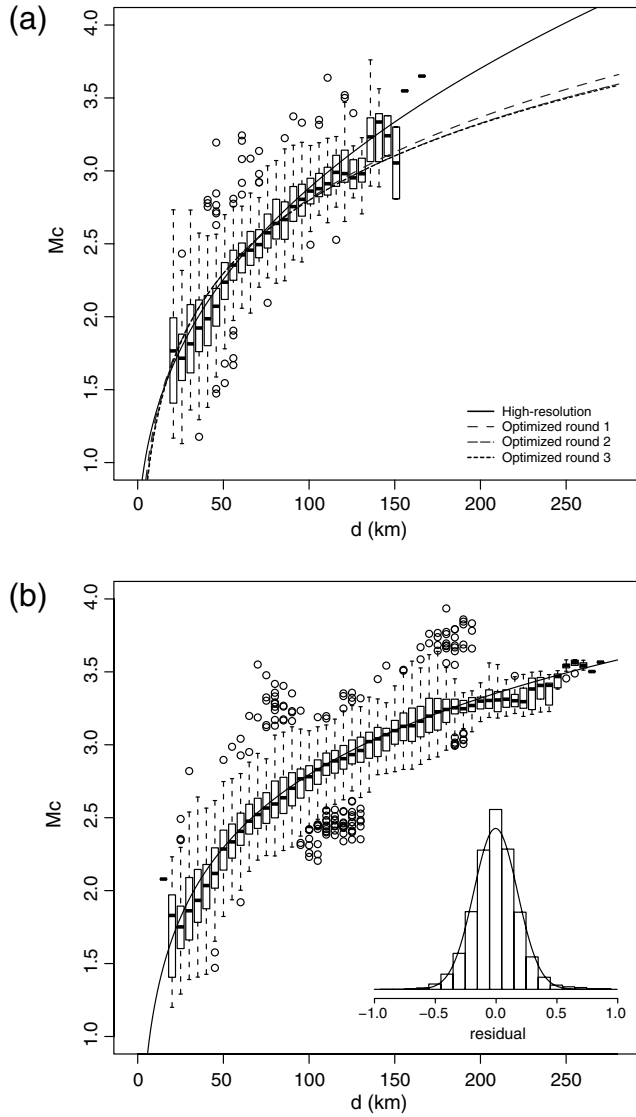 (a)
4.0
3.5
3.0
2.5
2.0
1.5
1.0
Mc
High-resolution
Optimized round 1
Optimized round 2
Optimized round 3
0 50 100 150 200 250
d (km)
(b)
4.0
3.5
3.0
2.5
2.0
1.5
1.0
Mc
−1.0 −0.5 0.0 0.5 1.0
residual
0 50 100 150 200 250
d (km)